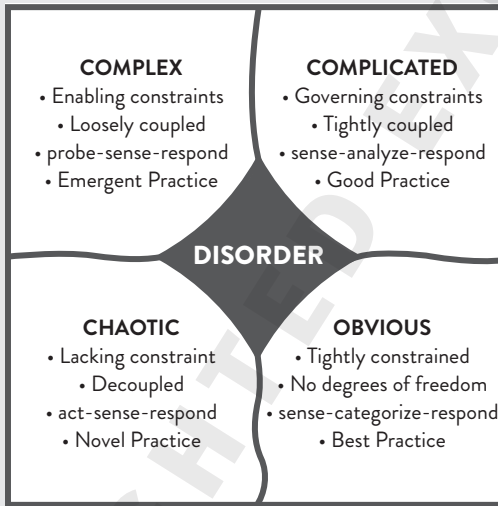 COMPLEX
• Enabling constraints
• Loosely coupled
• probe-sense-respond
• Emergent Practice
COMPLICATED
• Governing constraints
• Tightly coupled
• sense-analyze-respond
• Good Practice
DISORDER
CHAOTIC
• Lacking constraint
• Decoupled
• act-sense-respond
• Novel Practice
OBVIOUS
• Tightly constrained
• No degrees of freedom
• sense-categorize-respond
• Best Practice